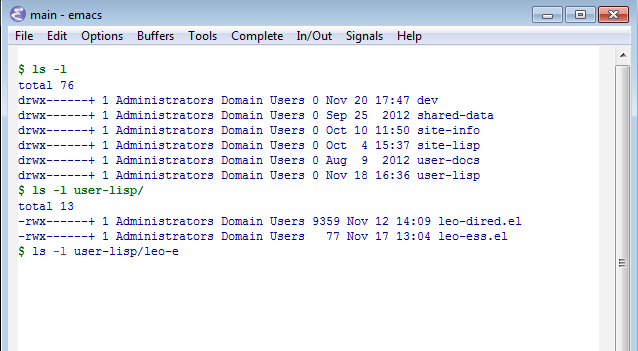 main - emacs
File Edit Options Buffers Tools Complete In/Out Signals Help
$ ls -l
total 76
drwx------+ 1 Administrators Domain Users 0 Nov 20 17:47 dev
drwx------+ 1 Administrators Domain Users 0 Sep 25  2012 shared-data
drwx------+ 1 Administrators Domain Users 0 Oct 10 11:50 site-info
drwx------+ 1 Administrators Domain Users 0 Oct  4 15:37 site-lisp
drwx------+ 1 Administrators Domain Users 0 Aug  9  2012 user-docs
drwx------+ 1 Administrators Domain Users 0 Nov 18 16:36 user-lisp
$ ls -l user-lisp/
total 13
-rwx------+ 1 Administrators Domain Users 9359 Nov 12 14:09 leo-dired.el
-rwx------+ 1 Administrators Domain Users   77 Nov 17 13:04 leo-ess.el
$ ls -l user-lisp/leo-e